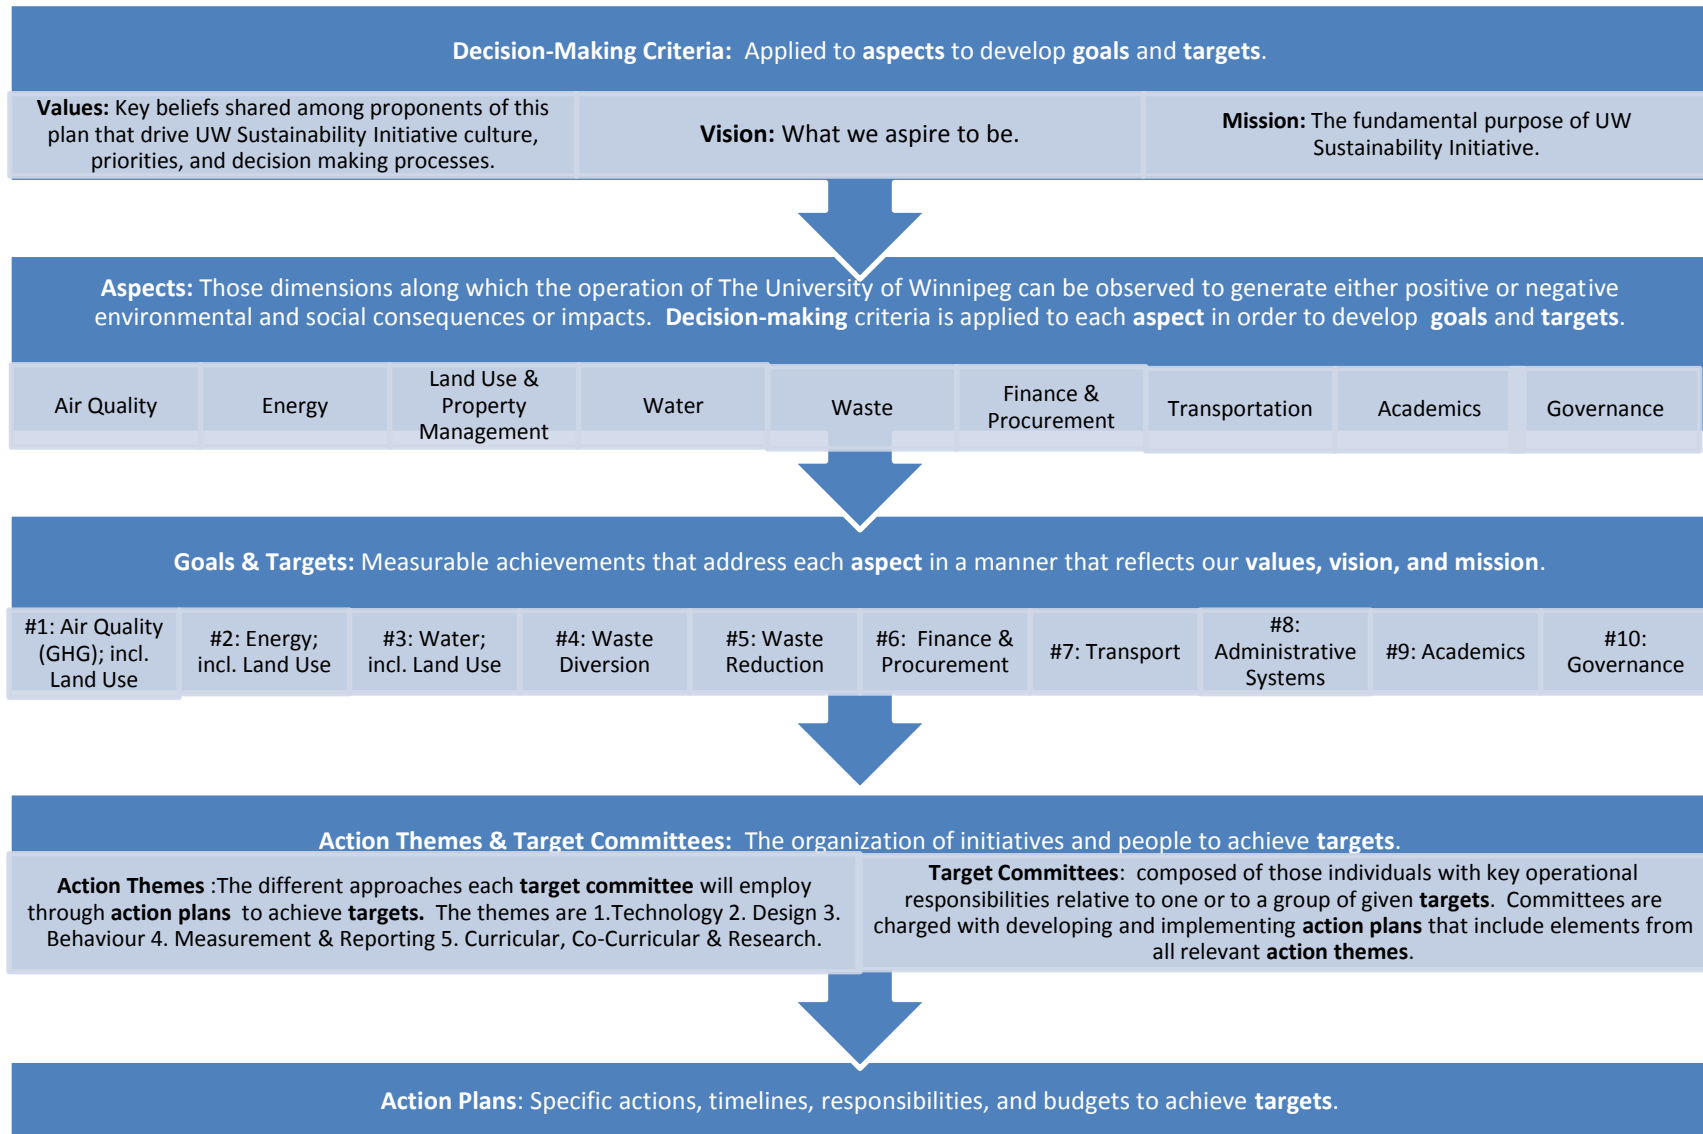 Decision-Making Criteria: Applied to aspects to develop goals and targets.
Values: Key beliefs shared among proponents of this
plan that drive UW Sustainability Initiative culture,
priorities, and decision making processes.
Vision: What we aspire to be.
Mission: The fundamental purpose of UW
Sustainability Initiative.
Aspects: Those dimensions along which the operation of The University of Winnipeg can be observed to generate either positive or negative
environmental and social consequences or impacts. Decision-making criteria is applied to each aspect in order to develop goals and targets.
Air Quality
Energy
Land Use &
Property
Management
Water
Waste
Finance &
Procurement
Transportation
Academics
Governance
Goals & Targets: Measurable achievements that address each aspect in a manner that reflects our values, vision, and mission.
#1: Air Quality
(GHG); incl.
Land Use
#2: Energy;
incl. Land Use
#3: Water;
incl. Land Use
#4: Waste
Diversion
#5: Waste
Reduction
#6: Finance &
Procurement
#7: Transport
#8:
Administrative
Systems
#9: Academics
#10:
Governance
Action Themes & Target Committees: The organization of initiatives and people to achieve targets.
Action Themes :The different approaches each target committee will employ
through action plans to achieve targets. The themes are 1.Technology 2. Design 3.
Behaviour 4. Measurement & Reporting 5. Curricular, Co-Curricular & Research.
Target Committees: composed of those individuals with key operational
responsibilities relative to one or to a group of given targets. Committees are
charged with developing and implementing action plans that include elements from
all relevant action themes.
Action Plans: Specific actions, timelines, responsibilities, and budgets to achieve targets.